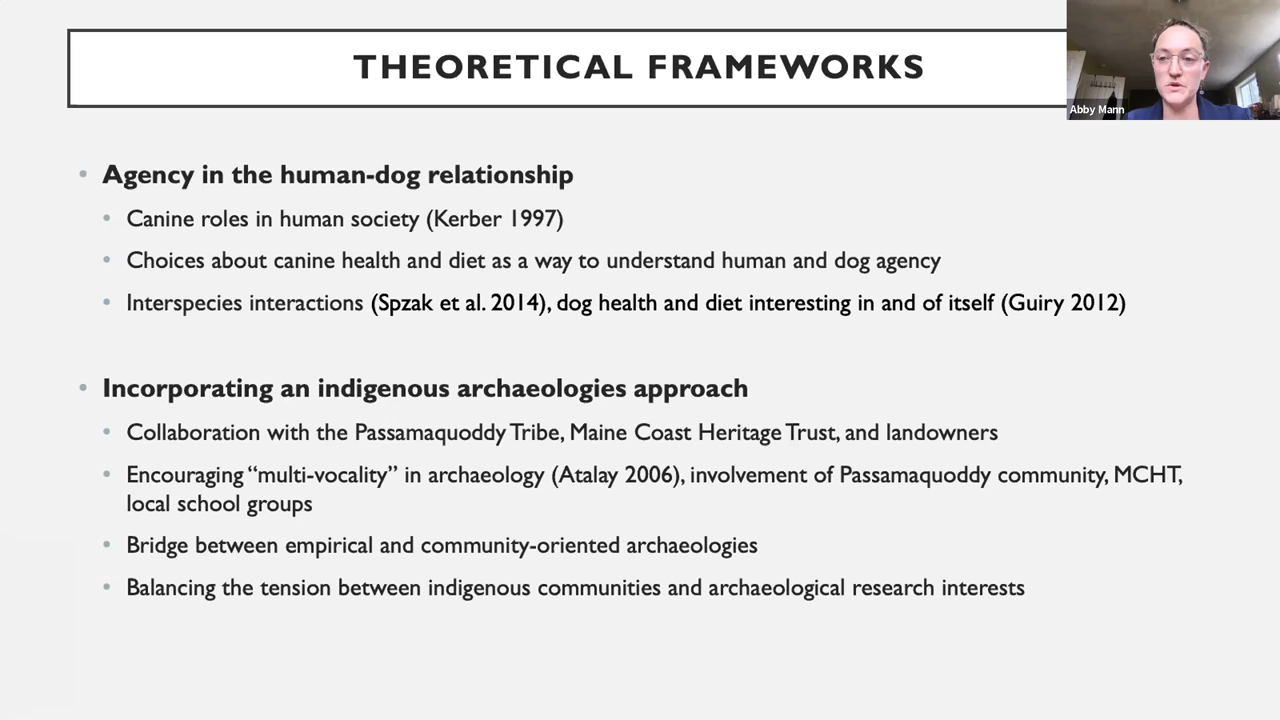 THEORETICAL FRAMEWORKS
Abby Mann
• Agency in the human-dog relationship
• Canine roles in human society (Kerber 1997)
• Choices about canine health and diet as a way to understand human and dog agency
• Interspecies interactions (Spzak et al. 2014), dog health and diet interesting in and of itself (Guiry 2012)
• Incorporating an indigenous archaeologies approach
• Collaboration with the Passamaquoddy Tribe, Maine Coast Heritage Trust, and landowners
• Encouraging “multi-vocality” in archaeology (Atalay 2006), involvement of Passamaquoddy community, MCHT,
local school groups
• Bridge between empirical and community-oriented archaeologies
• Balancing the tension between indigenous communities and archaeological research interests